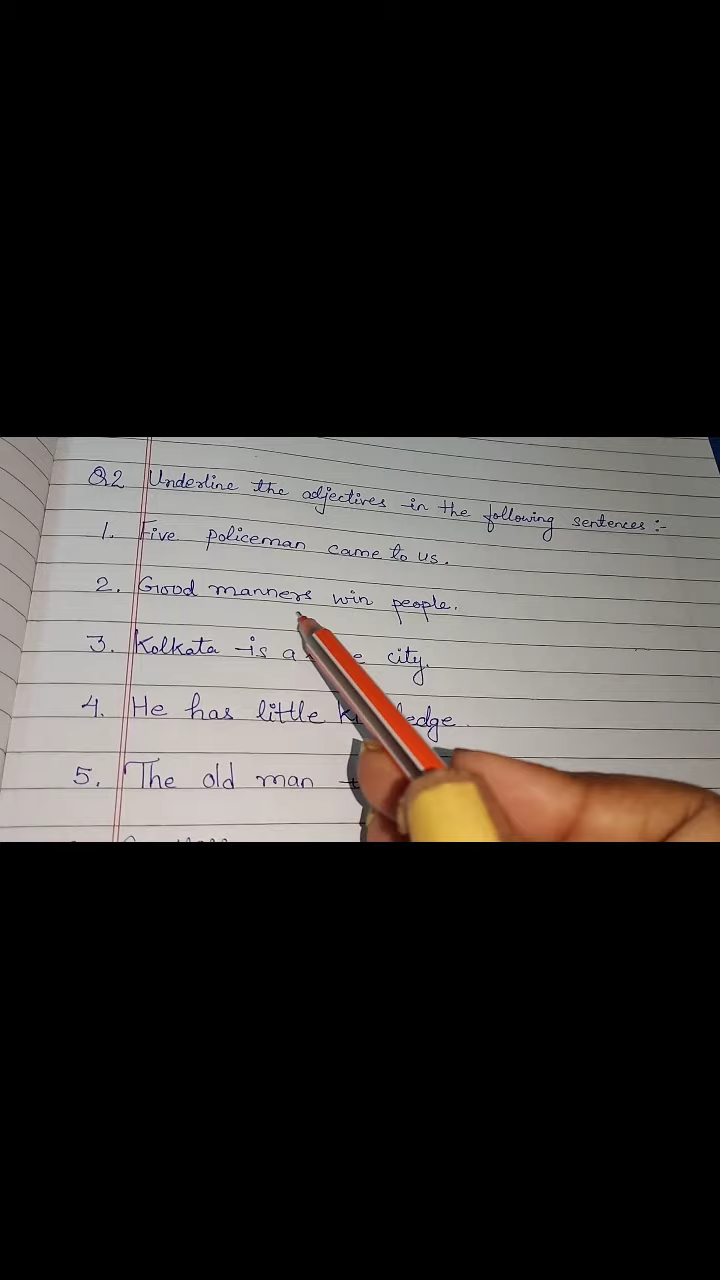 Q2 Underline the adjectives in the following sentences :-
1. Five policeman came to us.
2. Good manners win people.
3. Kolkata is a city.
4. He has little
5. The old man